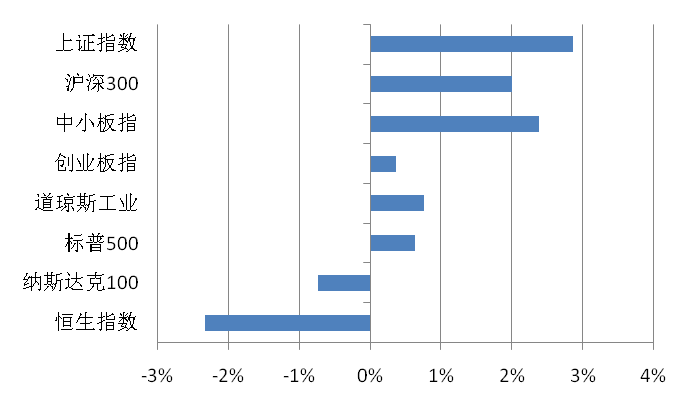 上证指数
沪深300
中小板指
创业板指
道琼斯工业
标普500
纳斯达克100
恒生指数
-3% -2% -1% 0% 1% 2% 3% 4%